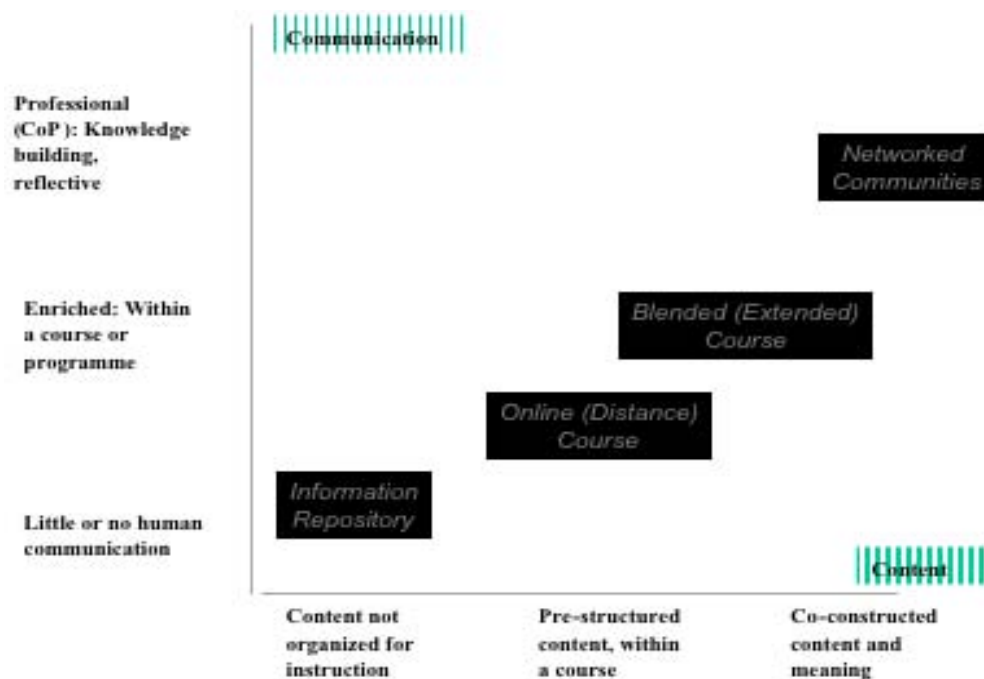 Communication
Professional
(CoP): Knowledge
building,
reflective
Networked
Communities
Enriched: Within
a course or
programme
Blended (Extended)
Course
Online (Distance)
Course
Information
Repository
Little or no human
communication
Content
Content not
organized for
instruction
Pre-structured
content, within
a course
Co-constructed
content and
meaning